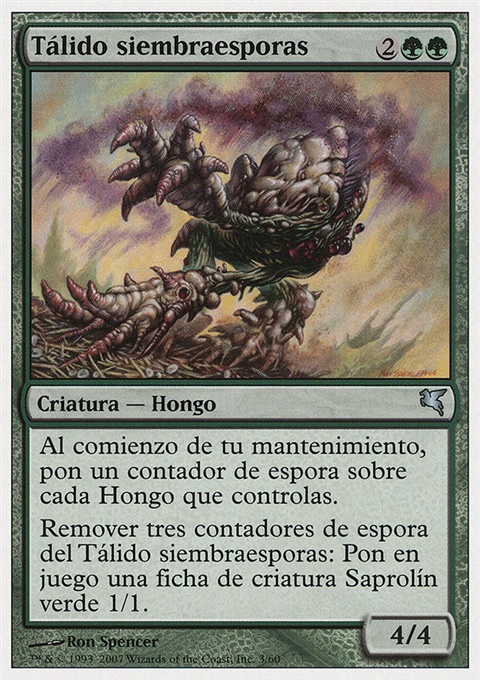 Tálido siembraesporas 2
Criatura — Hongo
Al comienzo de tu mantenimiento,
pon un contador de espora sobre
cada Hongo que controlas.
Remover tres contadores de espora
del Tálido siembraesporas: Pon en
juego una ficha de criatura Saprolín
verde 1/1.
4/4
Ron Spencer
™ & © 1993–2007 Wizards of the Coast, Inc. 3/60